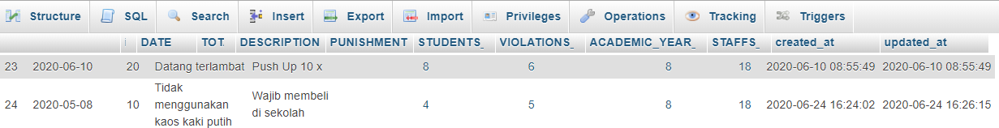 Structure SQL Search Insert Export Import Privileges Operations Tracking Triggers
i DATE TOT. DESCRIPTION PUNISHMENT STUDENTS_ VIOLATIONS_ ACADEMIC_YEAR_ STAFFS_ created_at updated_at
23 2020-06-10 20 Datang terlambat Push Up 10 x 8 6 8 18 2020-06-10 08:55:49 2020-06-10 08:55:49
24 2020-05-08 10 Tidak menggunakan kaos kaki putih Wajib membeli di sekolah 4 5 8 18 2020-06-24 16:24:02 2020-06-24 16:26:15